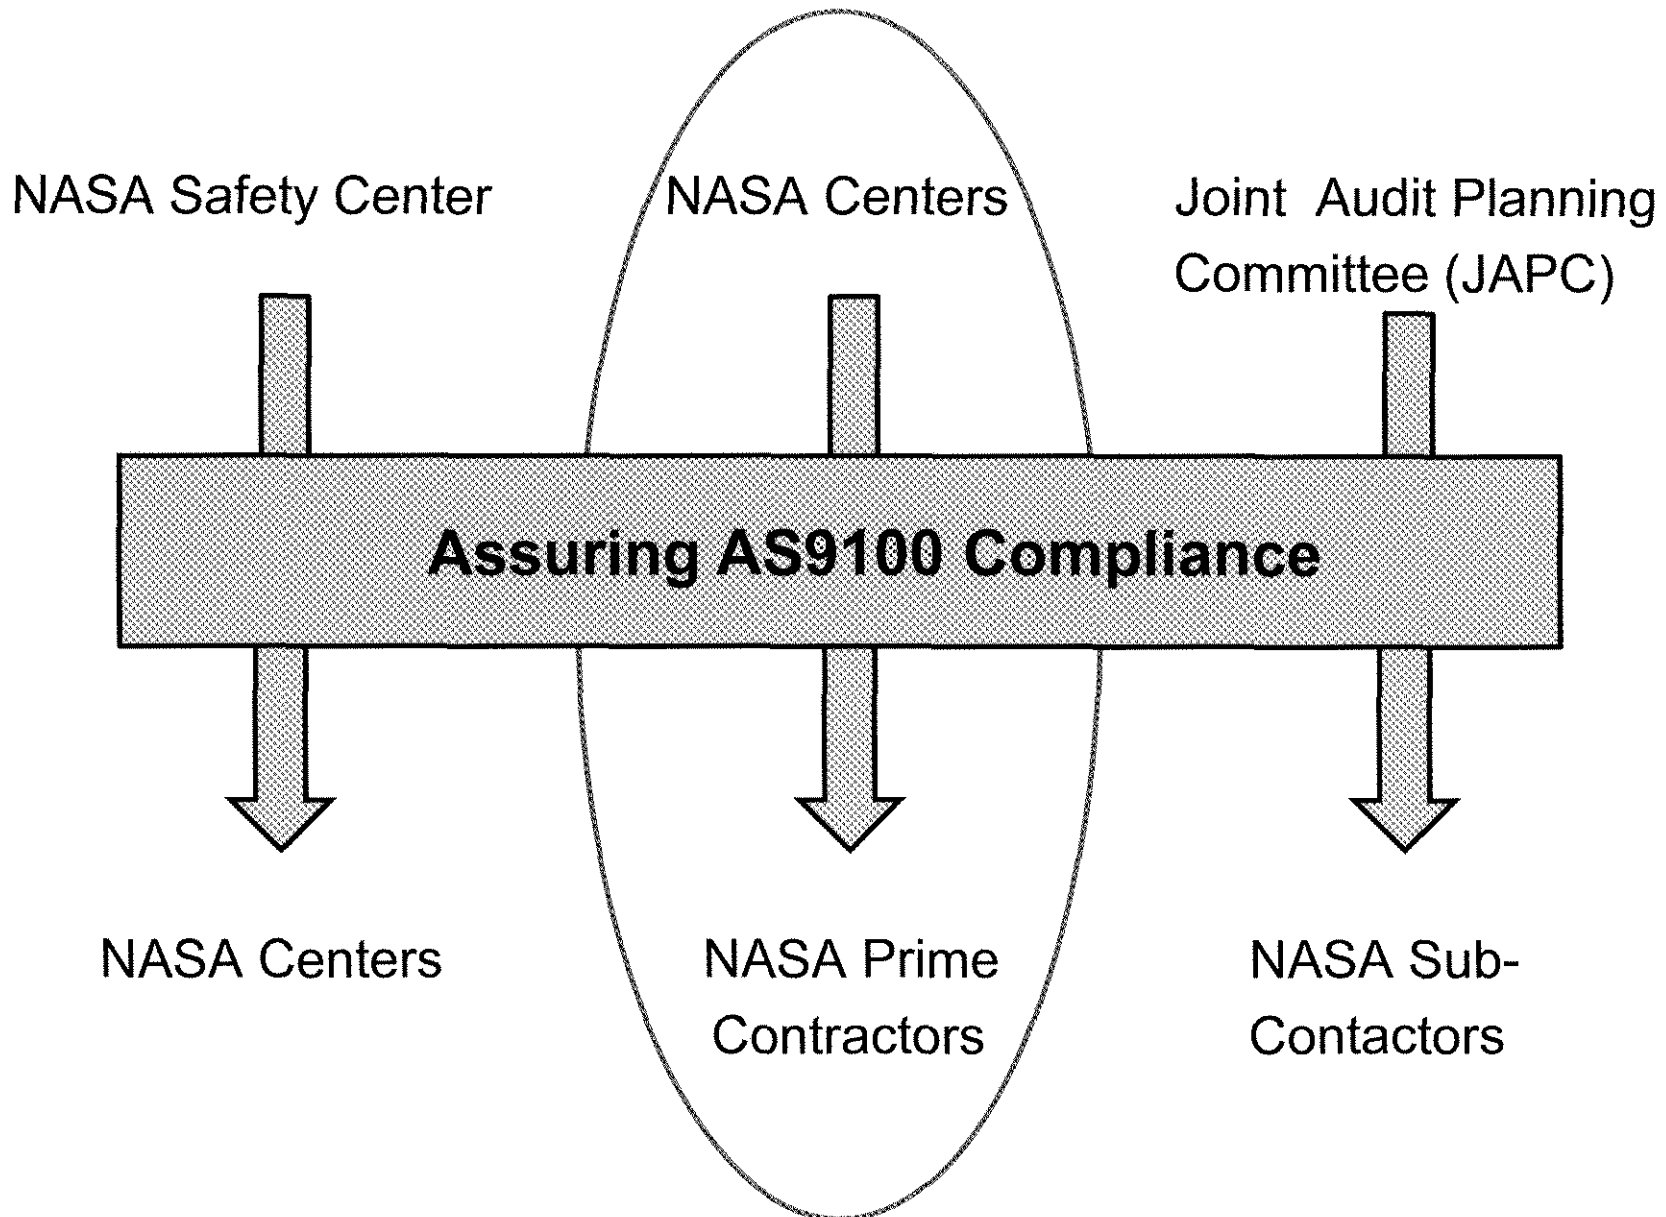 NASA Safety Center
NASA Centers
Joint Audit Planning
Committee (JAPC)
Assuring AS9100 Compliance
NASA Centers
NASA Prime
Contractors
NASA Sub-
Contactors